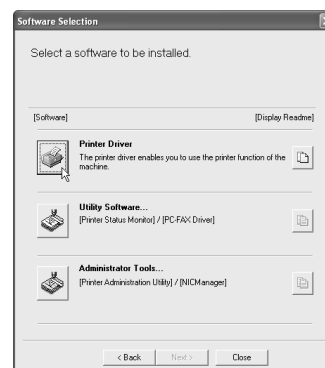 Software Selection
Select a software to be installed.
[Software] [Display Readme]
Printer Driver
The printer driver enables you to use the printer function of the
machine.
Utility Software...
[Printer Status Monitor] / [PC-FAX Driver]
Administrator Tools...
[Printer Administration Utility] / [NICManager]
< Back Next > Close